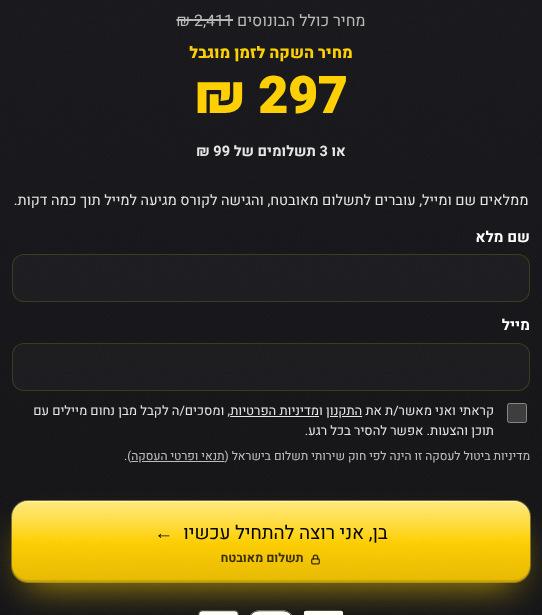 מחיר כולל הבונוסים 2,411 ₪
מחיר השקה לזמן מוגבל
297 ₪
או 3 תשלומים של 99 ₪
ממלאים שם ומייל, עוברים לתשלום מאובטח, והגישה לקורס מגיעה למייל תוך כמה דקות.
שם מלא
מייל
קראתי ואני מאשר/ת את התקנון ומדיניות הפרטיות, ומסכים/ה לקבל מבן נחום מיילים עם
תוכן והצעות. אפשר להסיר בכל רגע.
מדיניות ביטול לעסקה זו הינה לפי חוק שירותי תשלום בישראל (תנאי ופרטי העסקה).
בן, אני רוצה להתחיל עכשיו ←
תשלום מאובטח